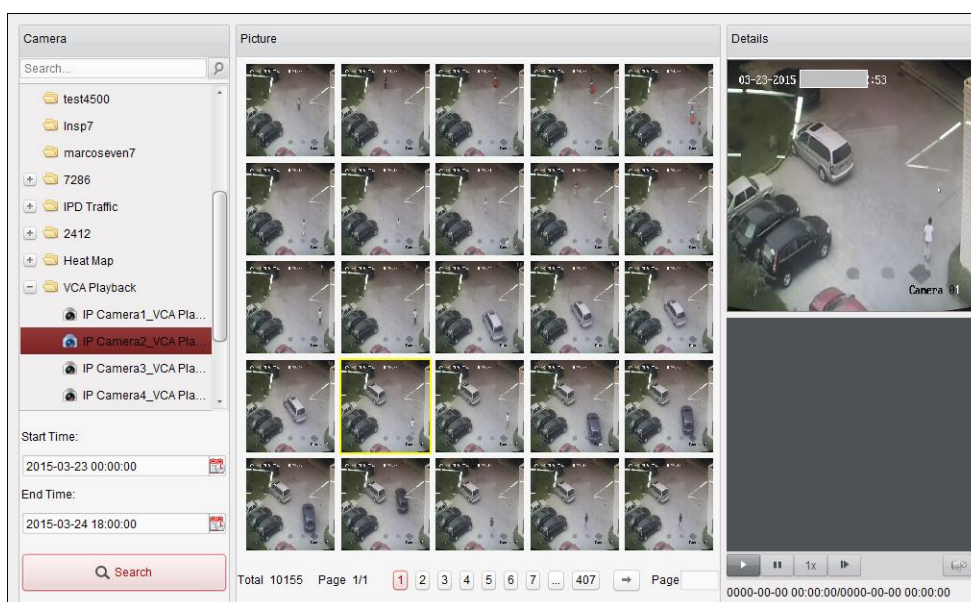 Camera
Search...
test4500
Insp7
marcoseven7
7286
IPD Traffic
2412
Heat Map
VCA Playback
IP Camera1_VCA Pla...
IP Camera2_VCA Pla...
IP Camera3_VCA Pla...
IP Camera4_VCA Pla...
Start Time:
2015-03-23 00:00:00
End Time:
2015-03-24 18:00:00
Search
Picture
Total 10155 Page 1/1 1 2 3 4 5 6 7 ... 407 Page
Details
03-23-2015 :53
Camera 01
1x
0000-00-00 00:00:00/0000-00-00 00:00:00